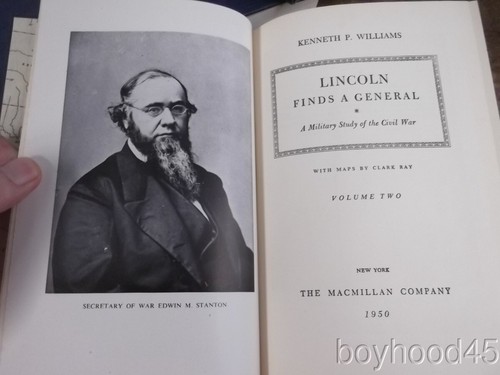 SECRETARY OF WAR EDWIN M. STANTON
KENNETH P. WILLIAMS
LINCOLN
FINDS A GENERAL
*
A Military Study of the Civil War
WITH MAPS BY CLARK RAY
VOLUME TWO
NEW YORK
THE MACMILLAN COMPANY
1950
boyhood45